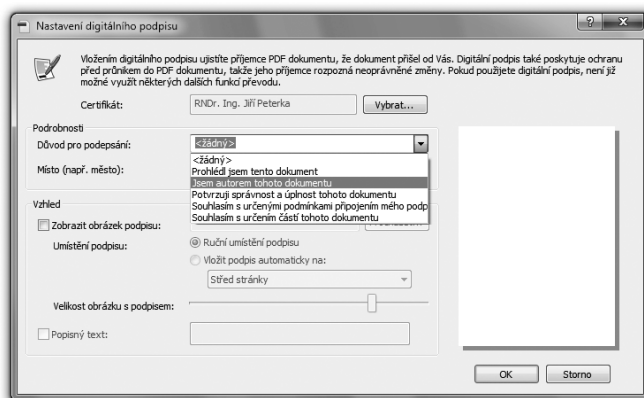 Nastavení digitálního podpisu
Vložením digitálního podpisu ujistíte příjemce PDF dokumentu, že dokument přišel od Vás. Digitální podpis také poskytuje ochranu
před průnikem do PDF dokumentu, takže jeho příjemce rozpozná neoprávněné změny. Pokud použijete digitální podpis, není již
možné využít některých dalších funkcí převodu.
Certifikát: RNDr. Ing. Jiří Peterka Vybrat...
Podrobnosti
Důvod pro podepsání: <žádný>
<žádný>
Prohlédl jsem tento dokument
Místo (např. město):
Jsem autorem tohoto dokumentu
Potvrzuji správnost a úplnost tohoto dokumentu
Vzhled
Souhlasím s určenými podmínkami připojením mého podp
Souhlasím s určením částí tohoto dokumentu
Zobrazit obrázek podpisu:
Umístění podpisu: Ruční umístění podpisu
Vložit podpis automaticky na:
Střed stránky
Velikost obrázku s podpisem:
Popisný text:
OK Storno